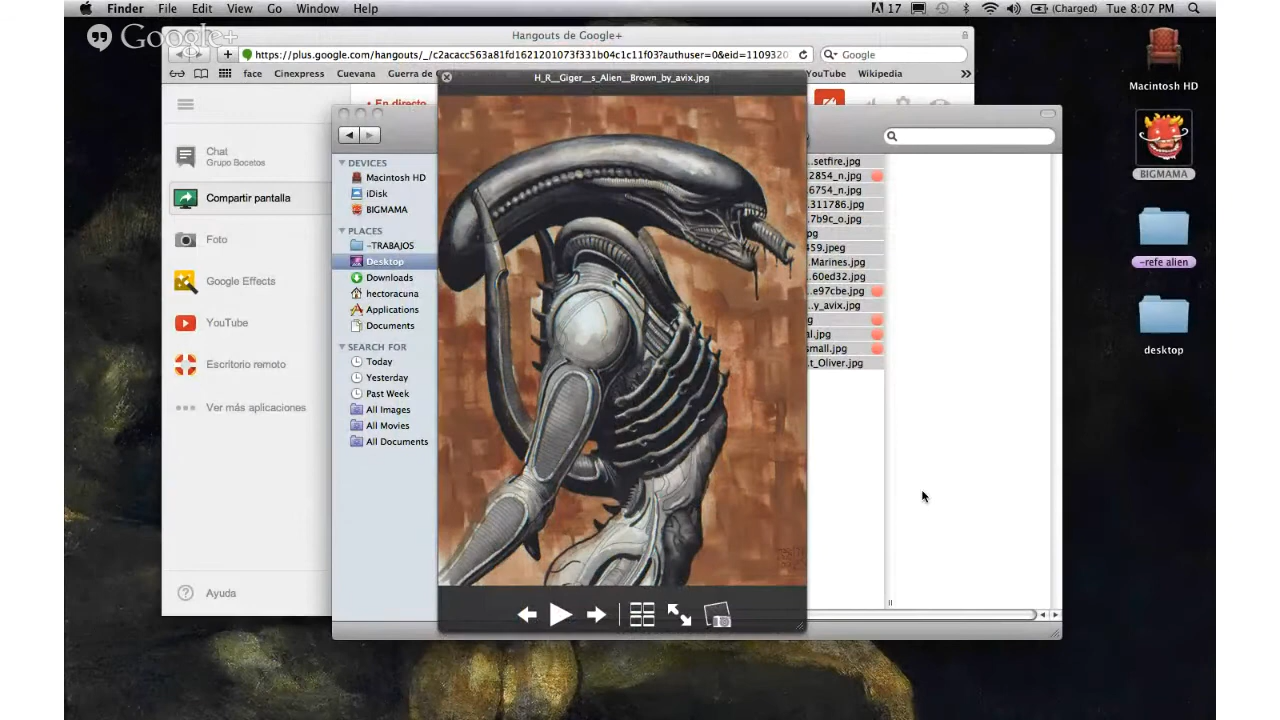 Finder File Edit View Go Window Help
17 (Charged) Tue 8:07 PM
Google+
Hangouts de Google+
https://plus.google.com/hangouts/_/c2acacc563a81fd1621201073f331b04c1c11f03?authuser=0&eid=1109320
Google
face Cinexpress Cuevana Guerra de
YouTube Wikipedia
H_R__Giger__s_Alien__Brown_by_avix.jpg
En directo
Chat
Grupo Bocetos
Compartir pantalla
Foto
Google Effects
YouTube
Escritorio remoto
Ver más aplicaciones
Ayuda
DEVICES
Macintosh HD
iDisk
BIGMAMA
PLACES
~TRABAJOS
Desktop
Downloads
hectoracuna
Applications
Documents
SEARCH FOR
Today
Yesterday
Past Week
All Images
All Movies
All Documents
...setfire.jpg
2854_n.jpg
6754_n.jpg
.311786.jpg
7b9c_o.jpg
pg
459.jpeg
.Marines.jpg
.60ed32.jpg
..e97cbe.jpg
y_avix.jpg
g
al.jpg
small.jpg
.t_Oliver.jpg
Macintosh HD
BIGMAMA
~refe alien
desktop